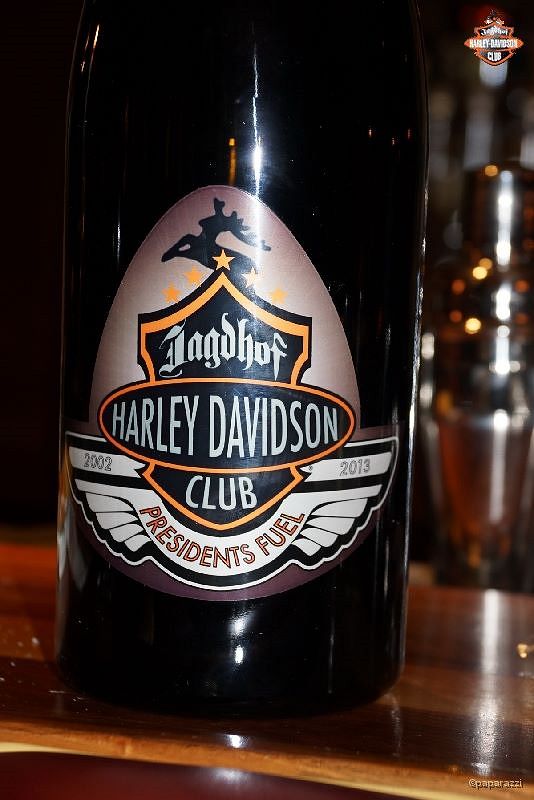 Jagdhof
HARLEY-DAVIDSON
CLUB
Jagdhof
HARLEY DAVIDSON
2002
2013
CLUB
PRESIDENTS FUEL
©paparazzi